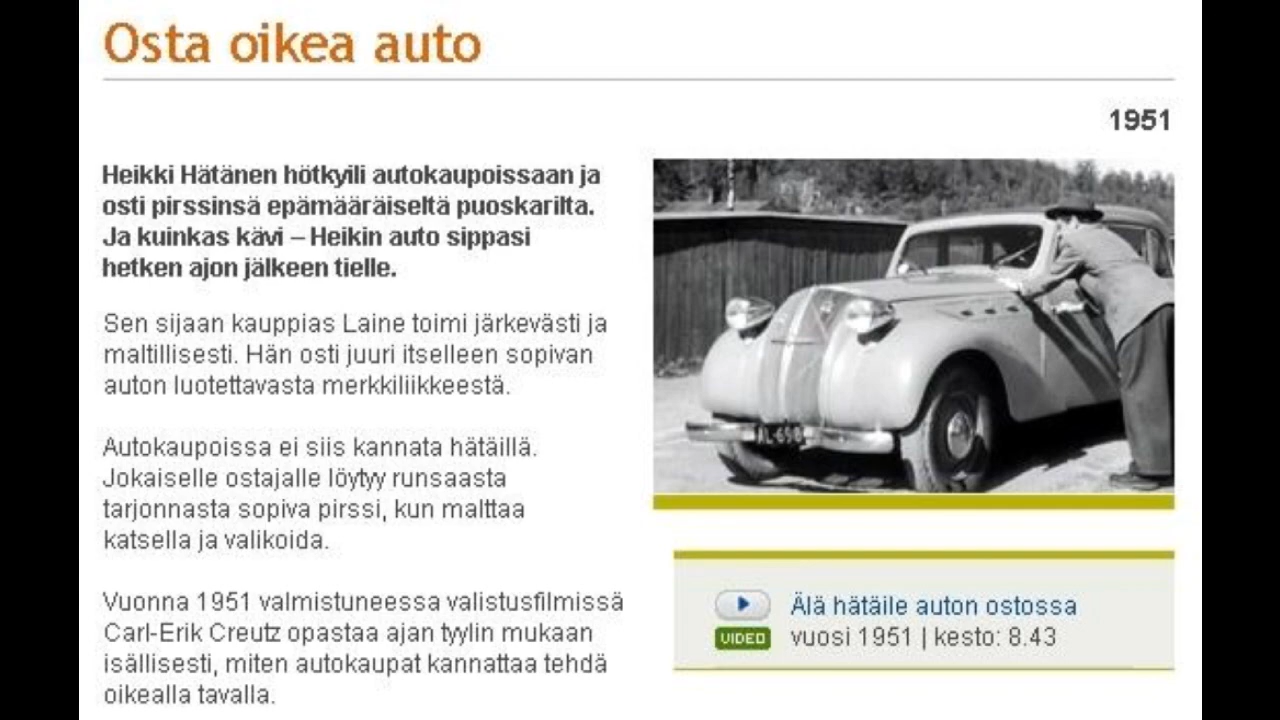 Osta oikea auto
1951
Heikki Hätänen hötkyili autokaupoissaan ja
osti pirssinsä epämääräiseltä puoskarilta.
Ja kuinkas kävi – Heikin auto sippasi
hetken ajon jälkeen tielle.
Sen sijaan kauppias Laine toimi järkevästi ja
maltillisesti. Hän osti juuri itselleen sopivan
auton luotettavasta merkkiliikkeestä.
Autokaupoissa ei siis kannata hätäillä.
Jokaiselle ostajalle löytyy runsaasta
tarjonnasta sopiva pirssi, kun malttaa
katsella ja valikoida.
Vuonna 1951 valmistuneessa valistusfilmissä
Carl-Erik Creutz opastaa ajan tyylin mukaan
isällisesti, miten autokaupat kannattaa tehdä
oikealla tavalla.
Älä hätäile auton ostossa
VIDEO vuosi 1951 | kesto: 8.43